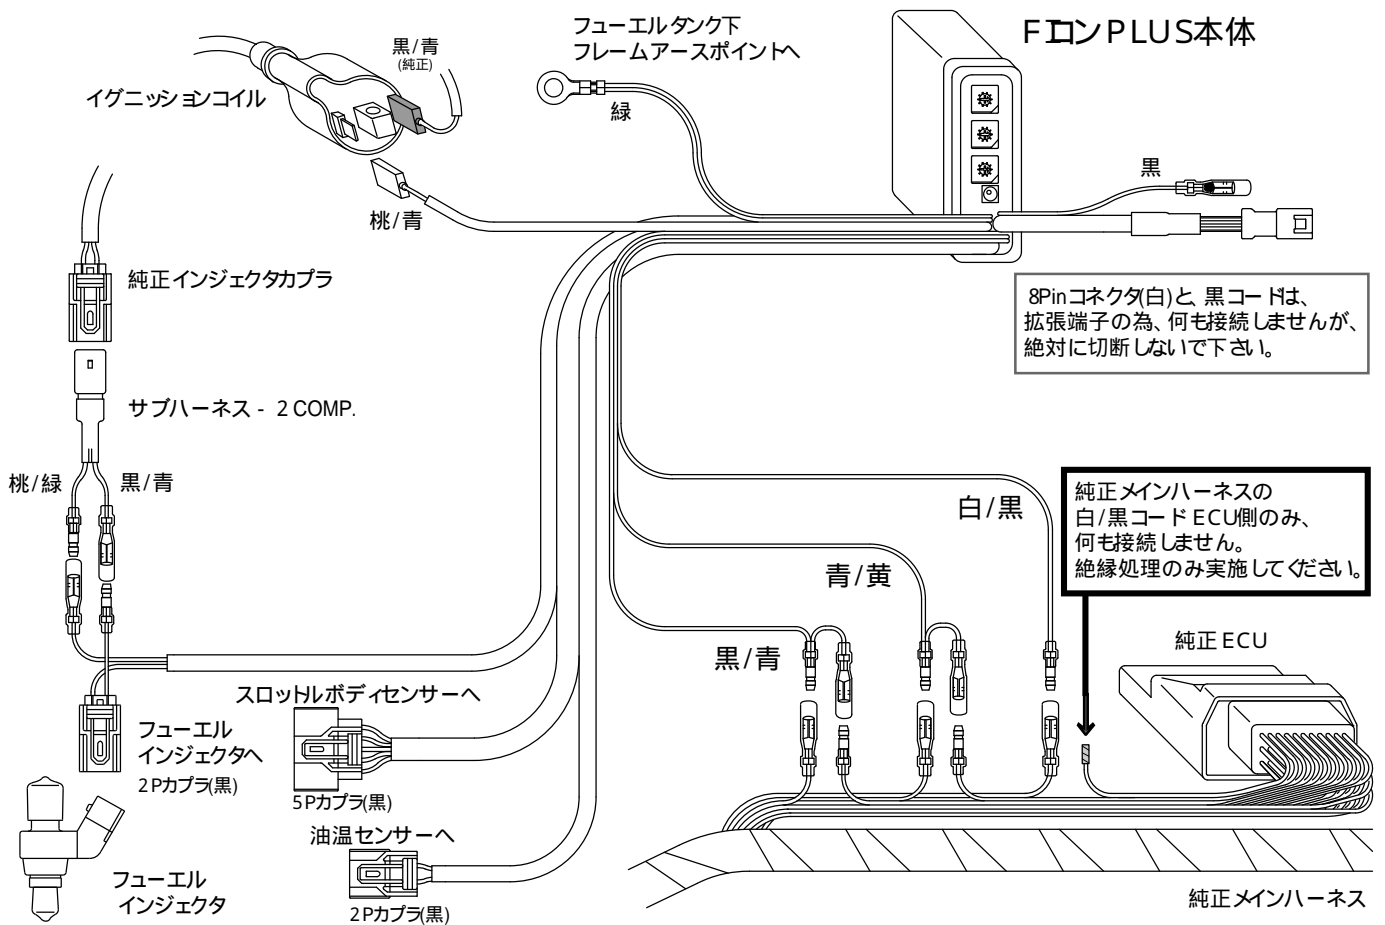 黒/青
(純正)
イグニッションコイル
フューエルタンク下
フレームアースポイントへ
緑
FIコンPLUS本体
黒
桃/青
純正インジェクタカプラ
8Pinコネクタ(白)と、黒コードは、
拡張端子の為、何も接続しませんが、
絶対に切断しないで下さい。
サブハーネス - 2 COMP.
桃/緑
黒/青
白/黒
純正メインハーネスの
白/黒コード ECU側のみ、
何も接続しません。
絶縁処理のみ実施してください。
青/黄
黒/青
純正 ECU
スロットルボディセンサーへ
フューエル
インジェクタへ
2Pカプラ(黒)
5Pカプラ(黒)
油温センサーへ
フューエル
インジェクタ
2Pカプラ(黒)
純正メインハーネス